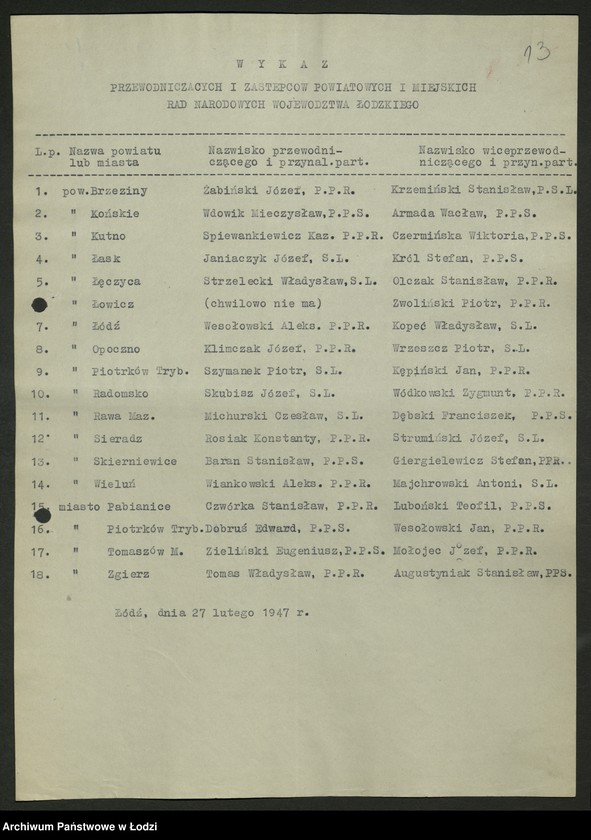 13
W Y K A Z
PRZEWODNICZACYCH I ZASTEPCOW POWIATOWYCH I MIEJSKICH
RAD NARODOWYCH WOJEWODZTWA ŁODZKIEGO
L.p. Nazwa powiatu Nazwisko przewodni- Nazwisko wiceprzewod-
lub miasta czącego i przynal.part. niczącego i przyn.part.
1. pow.Brzeziny Żabiński Józef, P.P.R. Krzemiński Stanisław,P.S.L
2. " Końskie Wdowik Mieczysław,P.P.S. Armada Wacław, P.P.S.
3. " Kutno Spiewankiewicz Kaz. P.P.R. Czermińska Wiktoria,P.P.S.
4. " Łask Janiaczyk Józef, S.L. Król Stefan, P.P.S.
5. " Łęczyca Strzelecki Władysław,S.L. Olczak Stanisław, P.P.R.
" Łowicz (chwilowo nie ma) Zwoliński Piotr, P.P.R.
7. " Łódź Wesołowski Aleks. P.P.R. Kopeć Władysław, S.L.
8. " Opoczno Klimczak Józef, P.P.R. Wrzeszcz Piotr, S.L.
9. " Piotrków Tryb. Szymanek Piotr, S.L. Kępiński Jan, P.P.R.
10. " Radomsko Skubisz Józef, S.L. Wódkowski Zygmunt. P.P.R.
11. " Rawa Maz. Michurski Czesław, S.L. Dębski Franciszek, P.P.S.
12 " Sieradz Rosiak Konstanty, P.P.R. Strumiński Józef, S.L.
13. " Skierniewice Baran Stanisław, P.P.S. Giergielewicz Stefan,PPR.
14. " Wieluń Wiankowski Aleks. P.P.R. Majchrowski Antoni, S.L.
15. miasto Pabianice Czwórka Stanisław, P.P.R. Luboński Teofil, P.P.S.
16. " Piotrków Tryb.Dobruś Edward, P.P.S. Wesołowski Jan, P.P.R.
17. " Tomaszów M. Zieliński Eugeniusz,P.P.S. Mołojec Józef, P.P.R.
18. " Zgierz Tomas Władysław, P.P.R. Augustyniak Stanisław,PPS.
Łódź, dnia 27 lutego 1947 r.
Archiwum Państwowe w Łodzi